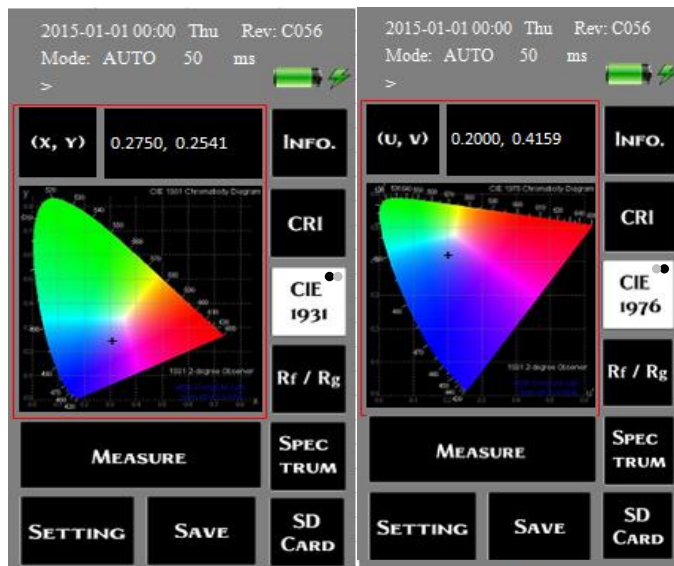 2015-01-01 00:00 Thu Rev: C056
Mode: AUTO 50 ms
>
(X, Y)
0.2750, 0.2541
INFO.
CIE 1931 Chromaticity Diagram
CRI
CIE
1931
1931 2-degree Observer
Rf / Rg
MEASURE
SPEC
TRUM
SETTING
SAVE
SD
CARD
2015-01-01 00:00 Thu Rev: C056
Mode: AUTO 50 ms
>
(U, V)
0.2000, 0.4159
INFO.
CIE 1976 Chromaticity Diagram
CRI
CIE
1976
1931 2-degree Observer
Rf / Rg
MEASURE
SPEC
TRUM
SETTING
SAVE
SD
CARD